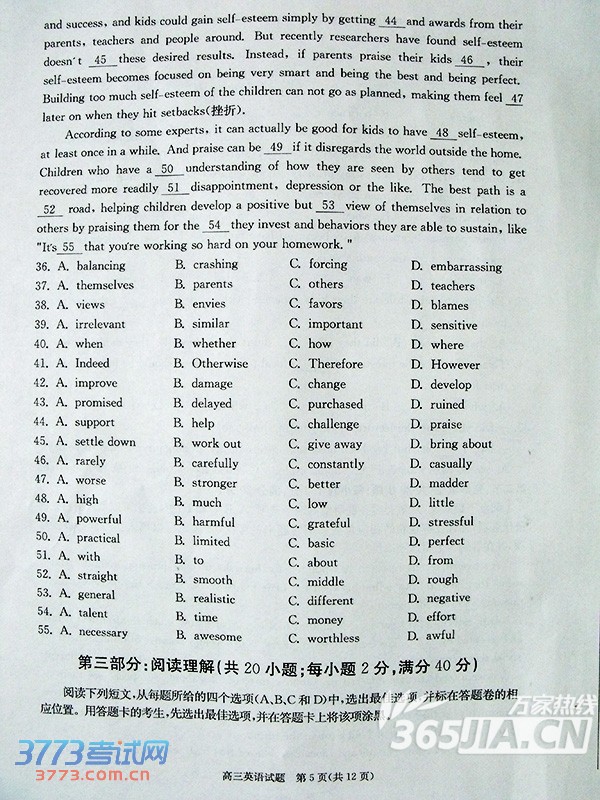 and success, and kids could gain self-esteem simply by getting 44 and awards from their
parents, teachers and people around. But recently researchers have found self-esteem
doesn't 45 these desired results. Instead, if parents praise their kids 46 , their
self-esteem becomes focused on being very smart and being the best and being perfect.
Building too much self-esteem of the children can not go as planned, making them feel 47
later on when they hit setbacks(挫折).
According to some experts, it can actually be good for kids to have 48 self-esteem,
at least once in a while. And praise can be 49 if it disregards the world outside the home.
Children who have a 50 understanding of how they are seen by others tend to get
recovered more readily 51 disappointment, depression or the like. The best path is a
52 road, helping children develop a positive but 53 view of themselves in relation to
others by praising them for the 54 they invest and behaviors they are able to sustain, like
"It's 55 that you're working so hard on your homework. "
36. A. balancing B. crashing C. forcing D. embarrassing
37. A. themselves B. parents C. others D. teachers
38. A. views B. envies C. favors D. blames
39. A. irrelevant B. similar C. important D. sensitive
40. A. when B. whether C. how D. where
41. A. Indeed B. Otherwise C. Therefore D. However
42. A. improve B. damage C. change D. develop
43. A. promised B. delayed C. purchased D. ruined
44. A. support B. help C. challenge D. praise
45. A. settle down B. work out C. give away D. bring about
46. A. rarely B. carefully C. constantly D. casually
47. A. worse B. stronger C. better D. madder
48. A. high B. much C. low D. little
49. A. powerful B. harmful C. grateful D. stressful
50. A. practical B. limited C. basic D. perfect
51. A. with B. to C. about D. from
52. A. straight B. smooth C. middle D. rough
53. A. general B. realistic C. different D. negative
54. A. talent B. time C. money D. effort
55. A. necessary B. awesome C. worthless D. awful
第三部分:阅读理解(共 20 小题;每小题 2 分,满分 40 分)
阅读下列短文,从每题所给的四个选项(A、B、C 和 D)中,选出最佳选项,并标在答题卷的相
应位置。用答题卡的考生,先选出最佳选项,并在答题卡上将该项涂黑
万家热线
365JIA.CN
3773考试网
3773.com.cn
高三英语试题 第 5 页(共 12 页)